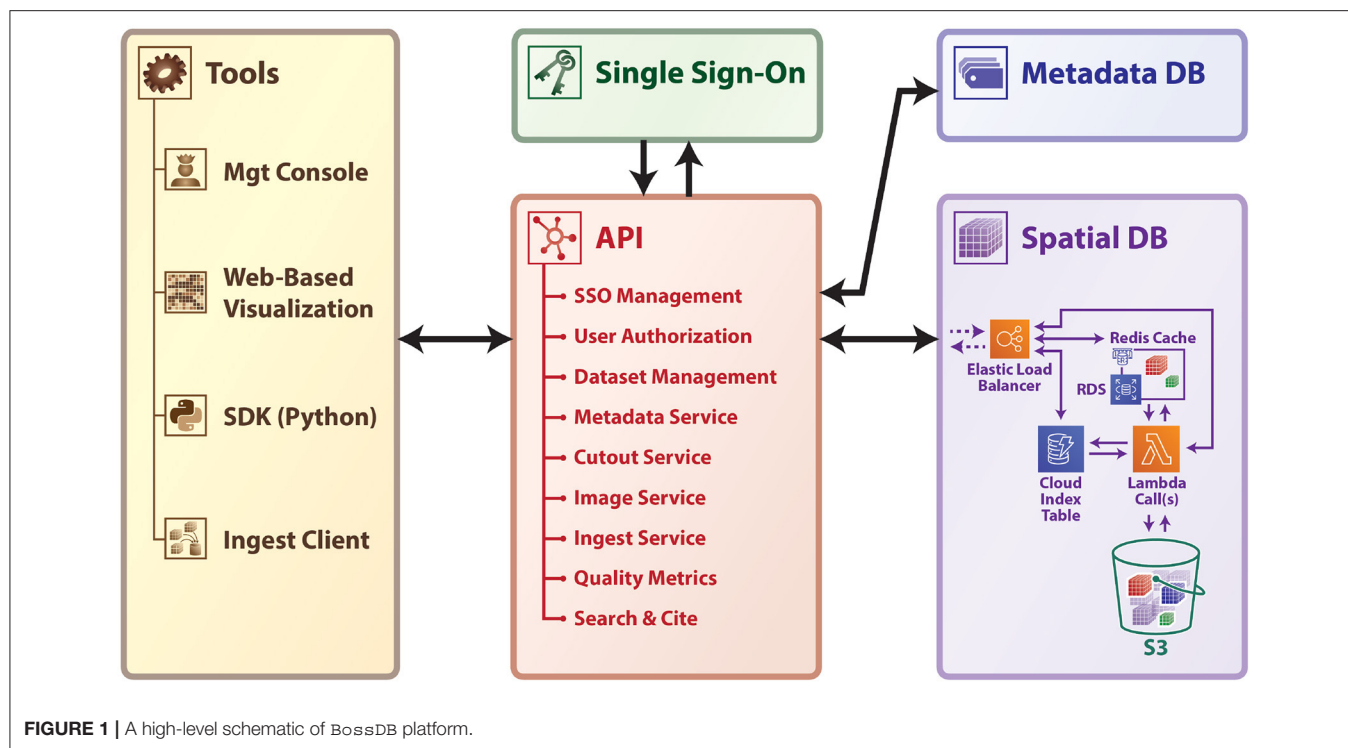 Tools
Mgt Console
Web-Based
Visualization
SDK (Python)
Ingest Client
Single Sign-On
API
SSO Management
User Authorization
Dataset Management
Metadata Service
Cutout Service
Image Service
Ingest Service
Quality Metrics
Search & Cite
Metadata DB
Spatial DB
Elastic Load
Balancer
Redis Cache
RDS
Cloud
Index
Table
Lambda
Call(s)
S3
FIGURE 1 | A high-level schematic of BossDB platform.